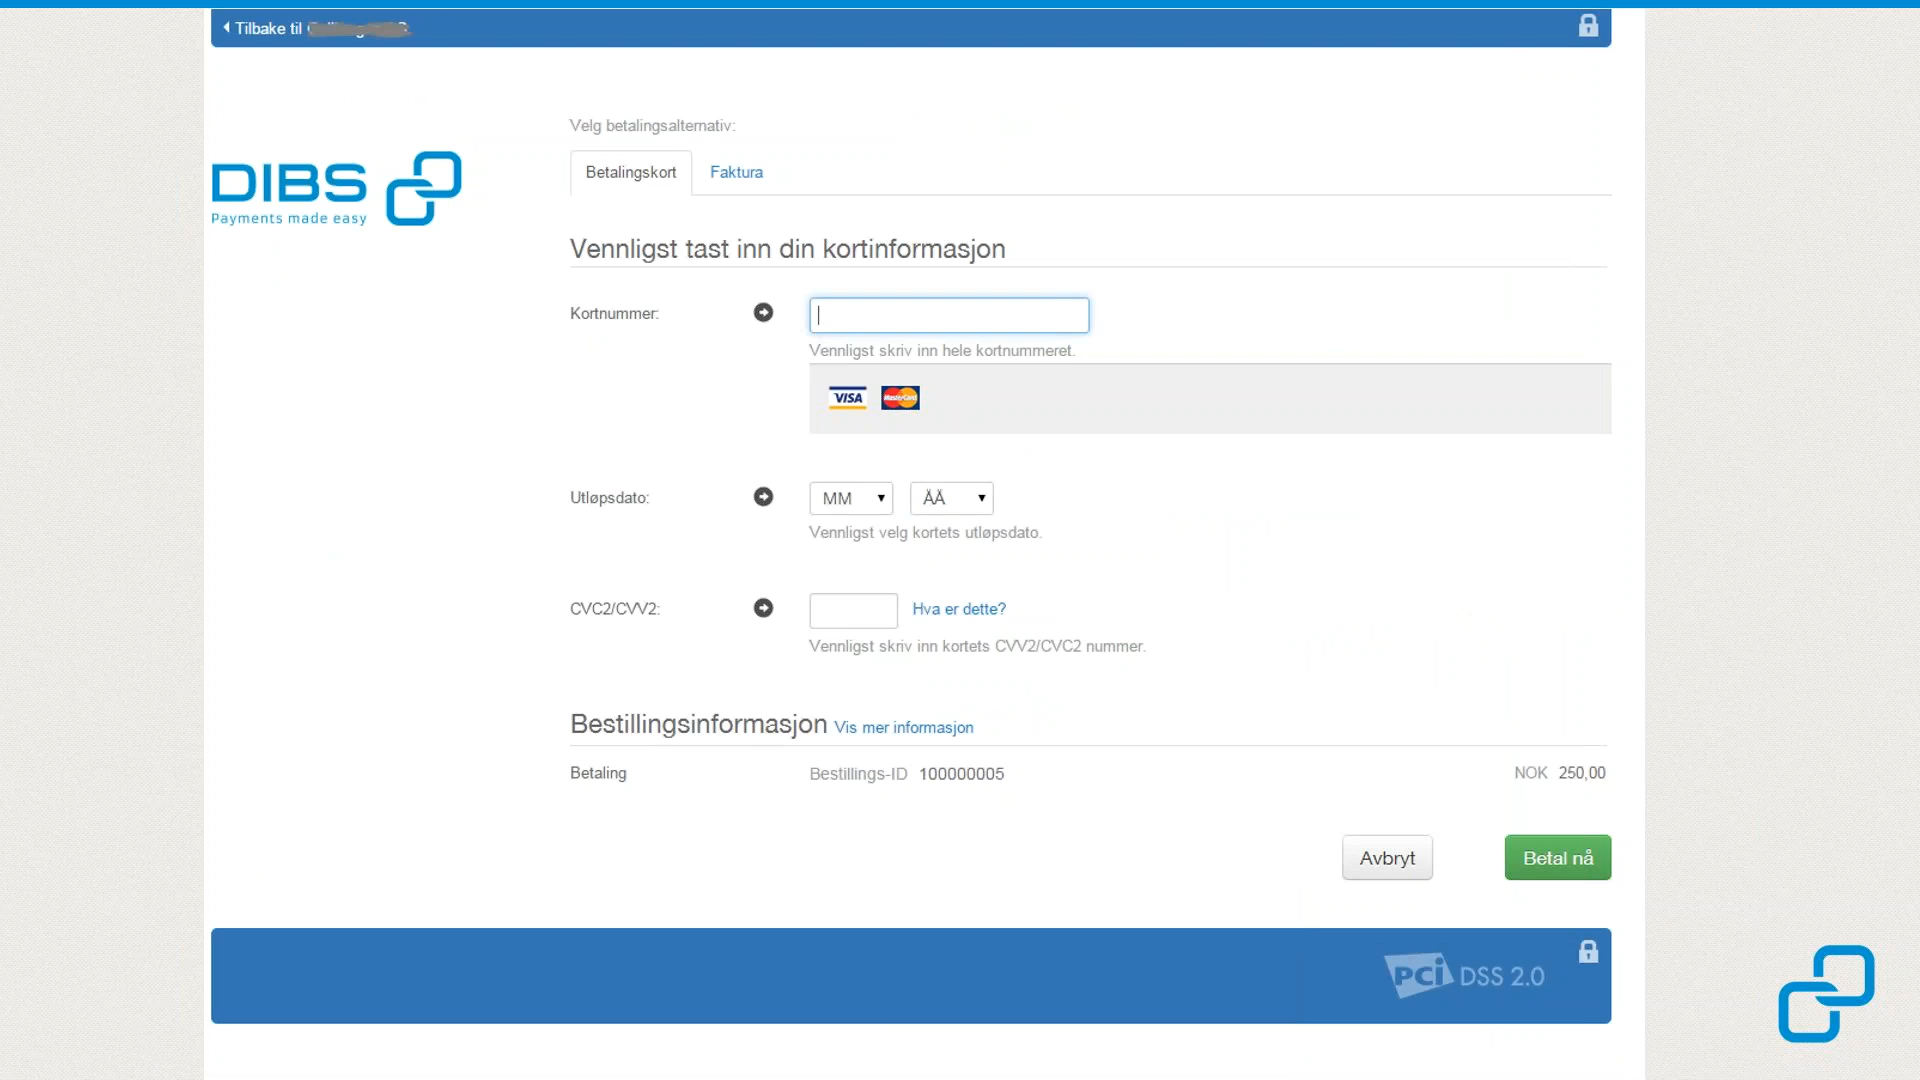 Tilbake til
Velg betalingsalternativ:
DIBS
Payments made easy
Betalingskort
Faktura
Vennligst tast inn din kortinformasjon
Kortnummer:
Vennligst skriv inn hele kortnummeret.
VISA
MasterCard
Utløpsdato:
MM
ÅÅ
Vennligst velg kortets utløpsdato.
CVC2/CVV2:
Hva er dette?
Vennligst skriv inn kortets CVV2/CVC2 nummer.
Bestillingsinformasjon Vis mer informasjon
Betaling Bestillings-ID 100000005 NOK 250,00
Avbryt
Betal nå
PCi DSS 2.0